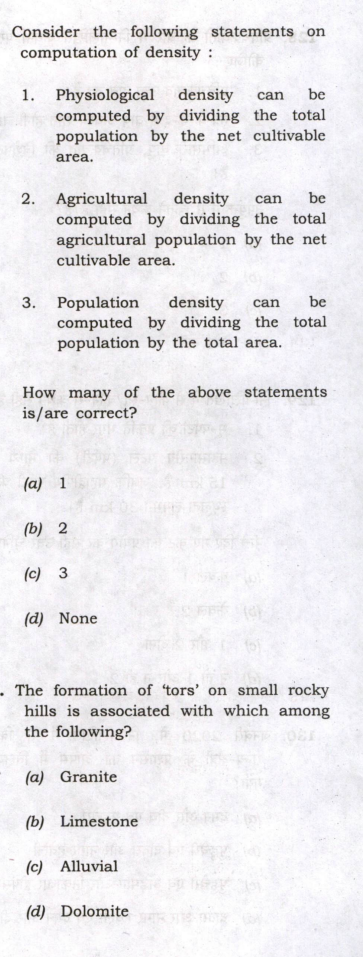 Consider the following statements on
computation of density :
1. Physiological density can be
computed by dividing the total
population by the net cultivable
area.
2. Agricultural density can be
computed by dividing the total
agricultural population by the net
cultivable area.
3. Population density can be
computed by dividing the total
population by the total area.
How many of the above statements
is/are correct?
(a) 1
(b) 2
(c) 3
(d) None
. The formation of 'tors' on small rocky
hills is associated with which among
the following?
(a) Granite
(b) Limestone
(c) Alluvial
(d) Dolomite